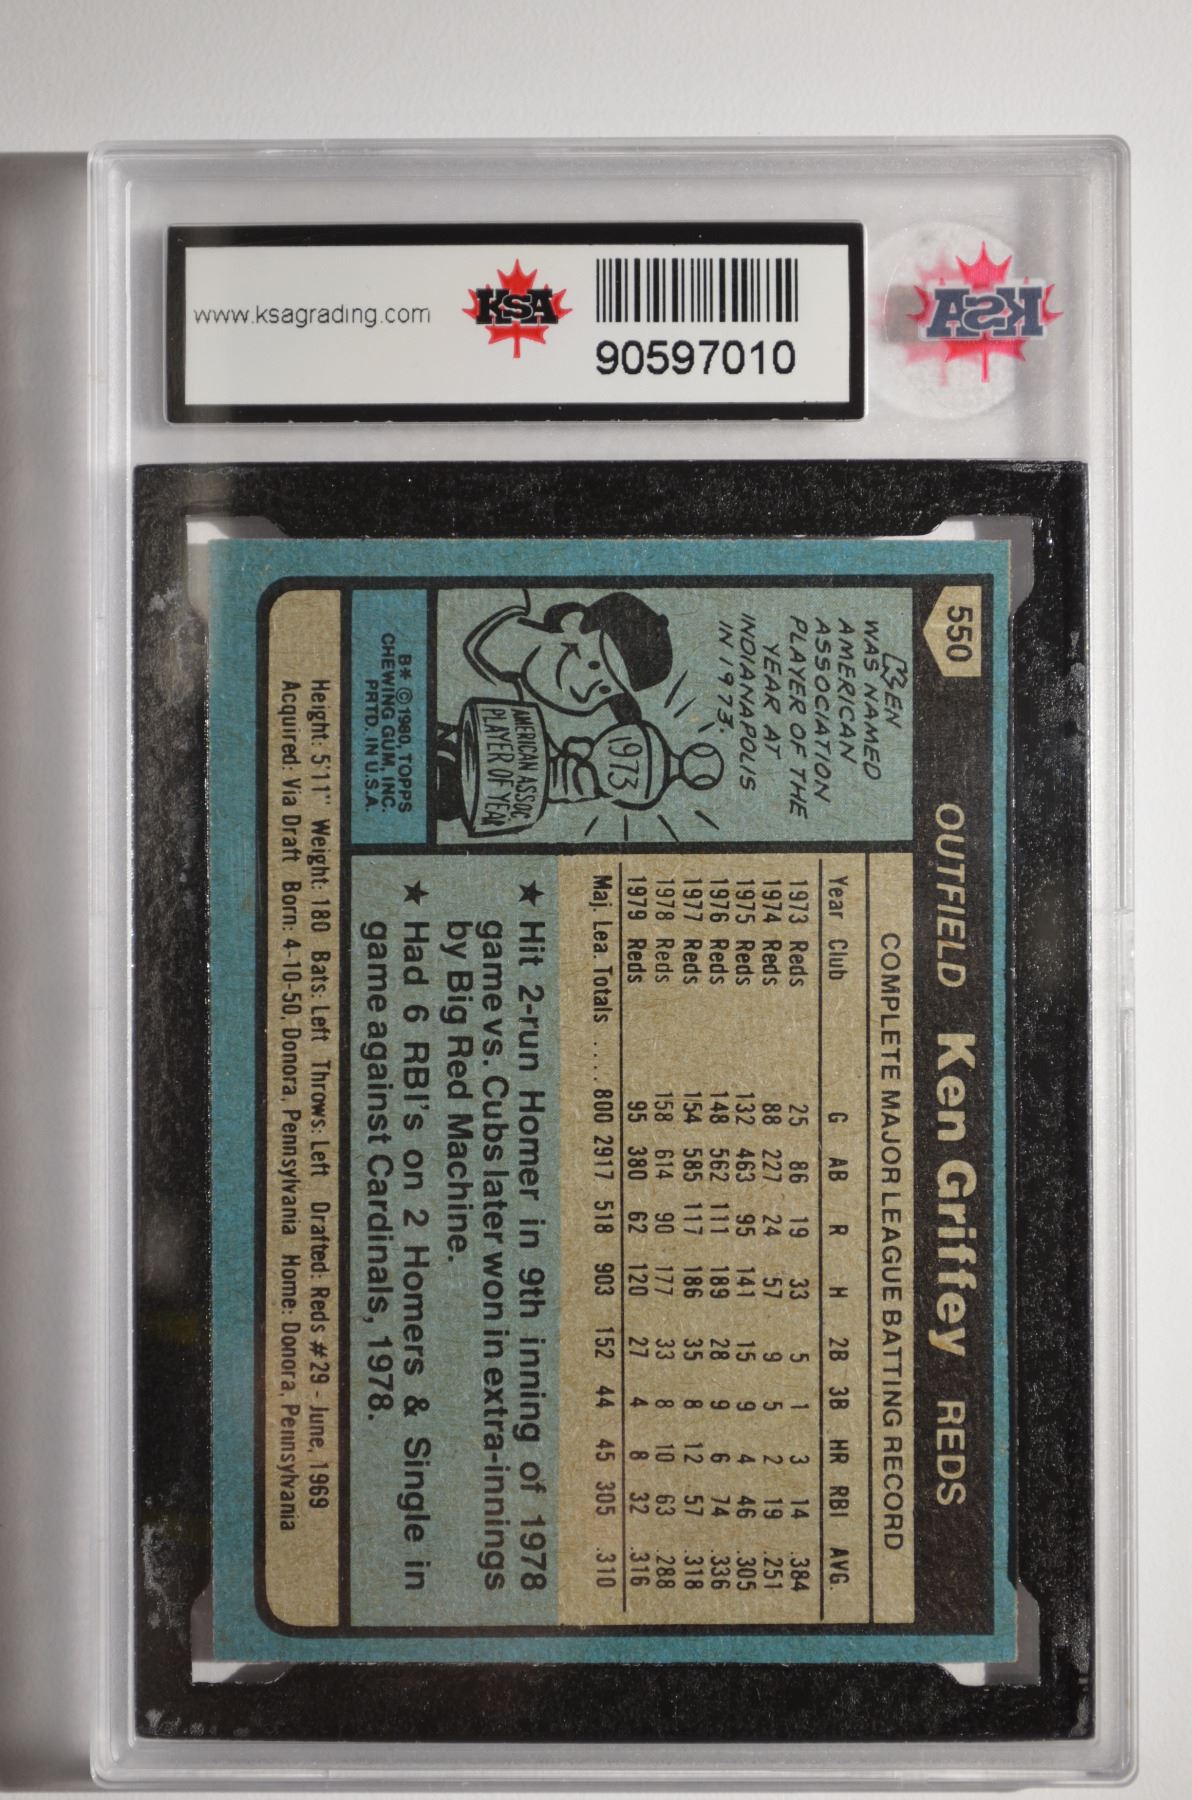 www.ksagrading.com
KSA
90597010
KSA
550
OUTFIELD Ken Griffey REDS
KEN
WAS NAMED
AMERICAN
ASSOCIATION
PLAYER OF THE
YEAR AT
INDIANAPOLIS
IN 1973.
1973
AMERICAN ASSOC.
PLAYER OF YEAR
B* ©1980, TOPPS
CHEWING GUM, INC.
PRTD. IN U.S.A.
COMPLETE MAJOR LEAGUE BATTING RECORD
Year Club G AB R H 2B 3B HR RBI AVG.
1973 Reds 25 86 19 33 5 1 3 14 .384
1974 Reds 88 227 24 57 9 5 2 19 .251
1975 Reds 132 463 95 141 15 9 4 46 .305
1976 Reds 148 562 111 189 28 9 6 74 .336
1977 Reds 154 585 117 186 35 8 12 57 .318
1978 Reds 158 614 90 177 33 8 10 63 .288
1979 Reds 95 380 62 120 27 4 8 32 .316
Maj. Lea. Totals .... 800 2917 518 903 152 44 45 305 .310
★ Hit 2-run Homer in 9th inning of 1978
game vs. Cubs later won in extra-innings
by Big Red Machine.
★ Had 6 RBI's on 2 Homers & Single in
game against Cardinals, 1978.
Height: 5'11" Weight: 180 Bats: Left Throws: Left Drafted: Reds #29 - June, 1969
Acquired: Via Draft Born: 4-10-50, Donora, Pennsylvania Home: Donora, Pennsylvania